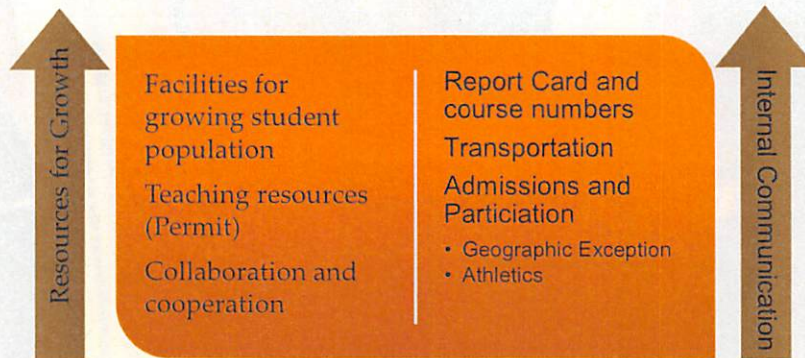 Resources for Growth
Facilities for
growing student
population
Teaching resources
(Permit)
Collaboration and
cooperation
Report Card and
course numbers
Transportation
Admissions and
Particiation
• Geographic Exception
• Athletics
Internal Communication